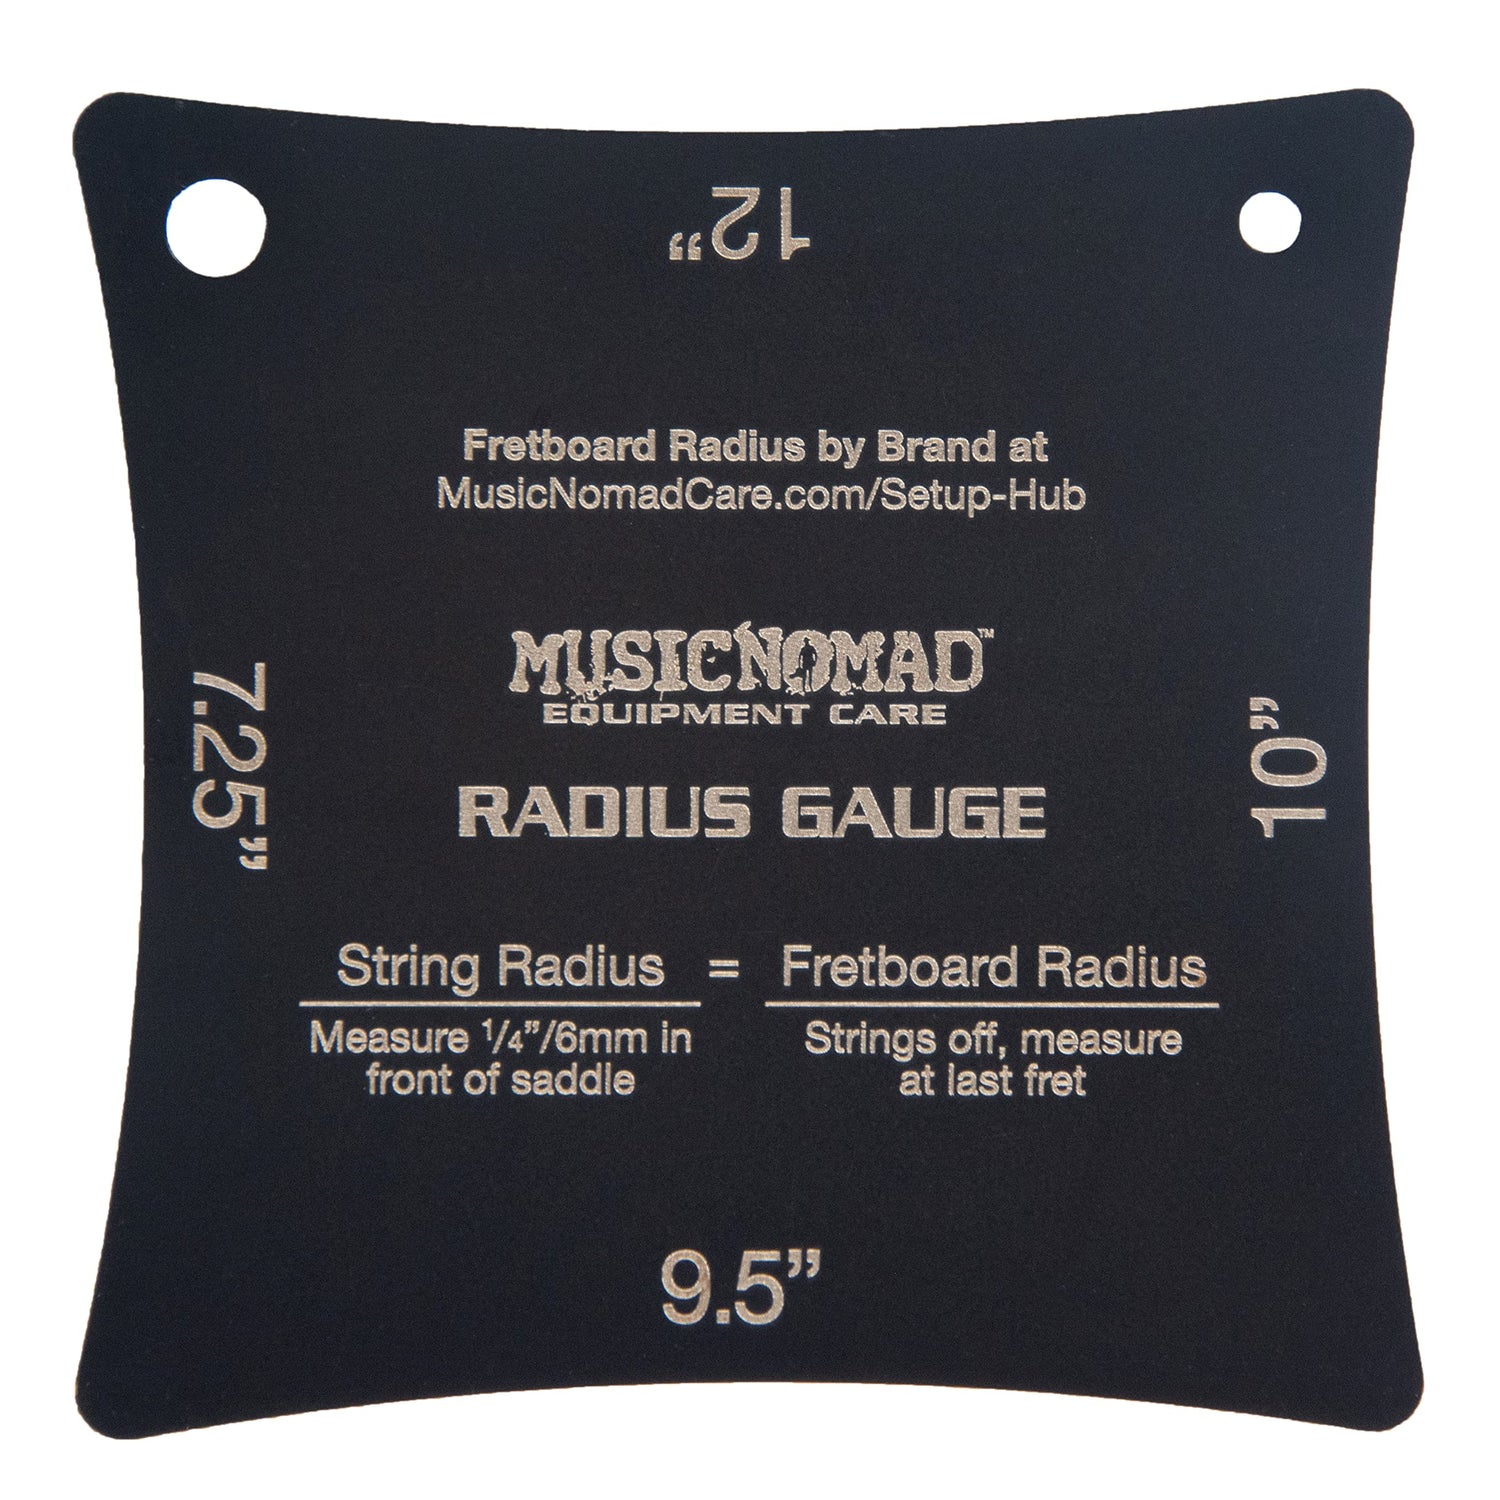 12”
Fretboard Radius by Brand at
MusicNomadCare.com/Setup-Hub
MUSICNOMAD™
EQUIPMENT CARE
7.25”
10”
RADIUS GAUGE
String Radius = Fretboard Radius
Measure 1/4”/6mm in
front of saddle
Strings off, measure
at last fret
9.5”